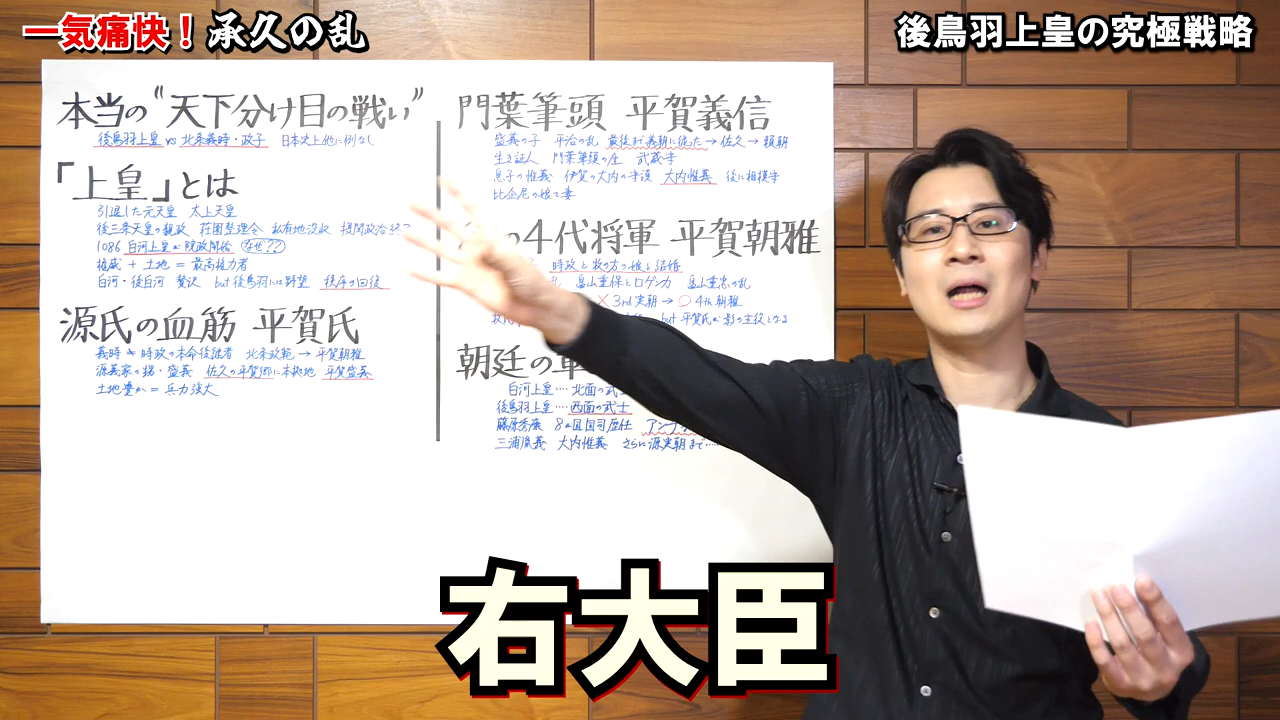 一気痛快！承久の乱
後鳥羽上皇の究極戦略
本当の“天下分け目の戦い”
後鳥羽上皇 vs 北条義時・政子 日本史上他に例なし
「上皇」とは
引退した元天皇 太上天皇
後三条天皇の親政 荘園整理令 私有地没収 摂関政治終了
1086 白河上皇が院政開始 なぜ??
権威 + 土地 = 最高権力者
白河・後白河 贅沢 but 後鳥羽には野望 秩序の回復
源氏の血筋 平賀氏
義時 ≠ 時政の本命後継者 北条政範 → 平賀朝雅
源義家の甥・盛義 佐久の平賀郷に本拠地 平賀盛義
土地豊か = 兵力強大
門葉筆頭 平賀義信
盛義の子 平治の乱 最後まで義朝に従った → 佐久 → 頼朝
生き証人 門葉筆頭の座 武蔵守
息子の惟義 伊賀の大内の守護 大内惟義 後に相模守
比企尼の娘と妻
の4代将軍 平賀朝雅
時政と牧の方の娘と結婚
乱 畠山重保とロゲンカ 畠山重忠の乱
×3rd 実朝 → ○4th 朝雅
but 平賀氏が影の主役となる
朝廷の軍
白河上皇…北面の武士
後鳥羽上皇…西面の武士
藤原秀康 8ヵ国国司歴任
三浦胤義 大内惟義 さらに源実朝まで……
右大臣